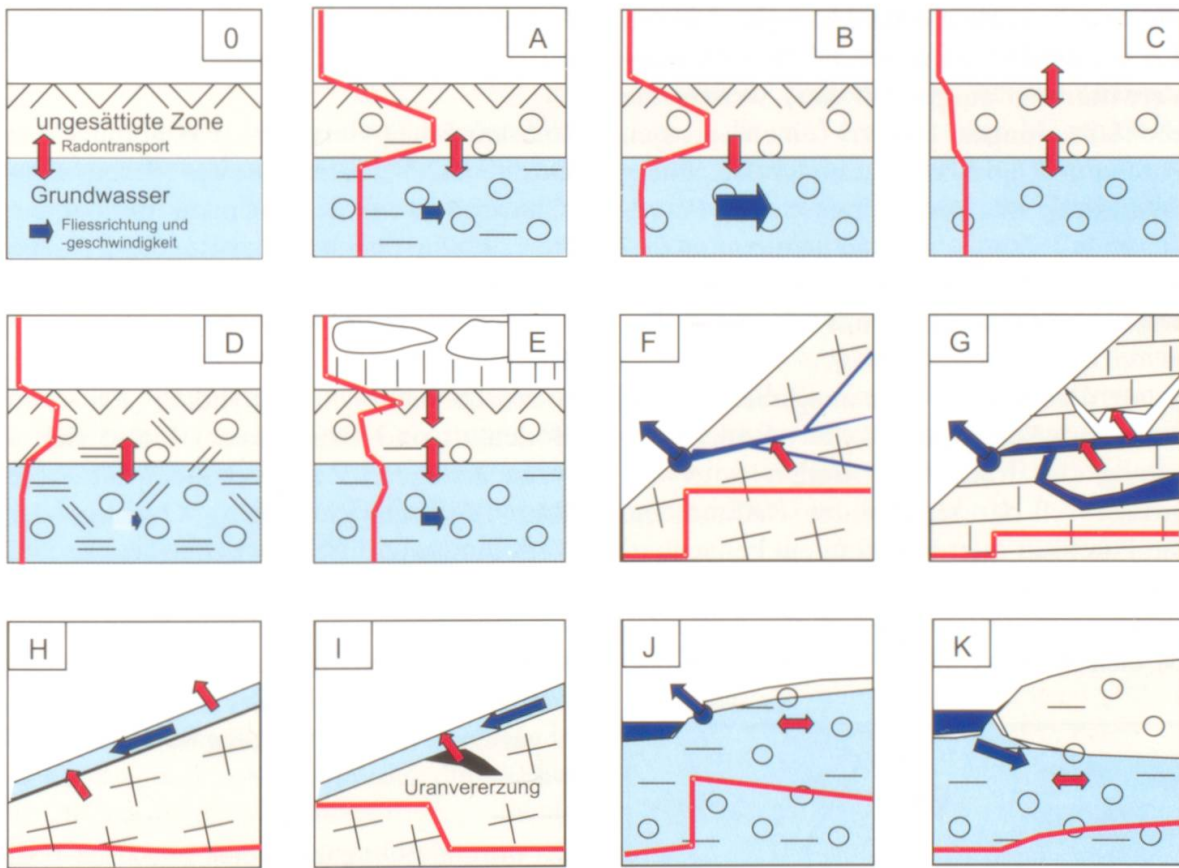 0
ungesättigte Zone
Radontransport
Grundwasser
Fliessrichtung und
-geschwindigkeit
A
B
C
D
E
F
G
H
I
Uranvererzung
J
K